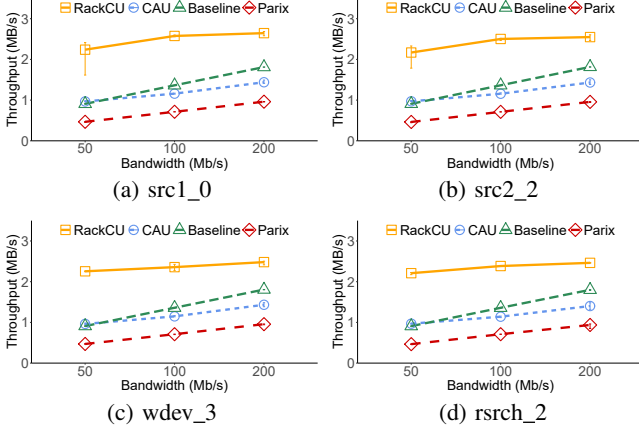 RackCU CAU Baseline Parix
Throughput (MB/s)
3
2
1
0
50 100 200
Bandwidth (Mb/s)
(a) src1_0
RackCU CAU Baseline Parix
Throughput (MB/s)
3
2
1
0
50 100 200
Bandwidth (Mb/s)
(b) src2_2
RackCU CAU Baseline Parix
Throughput (MB/s)
3
2
1
0
50 100 200
Bandwidth (Mb/s)
(c) wdev_3
RackCU CAU Baseline Parix
Throughput (MB/s)
3
2
1
0
50 100 200
Bandwidth (Mb/s)
(d) rsrch_2